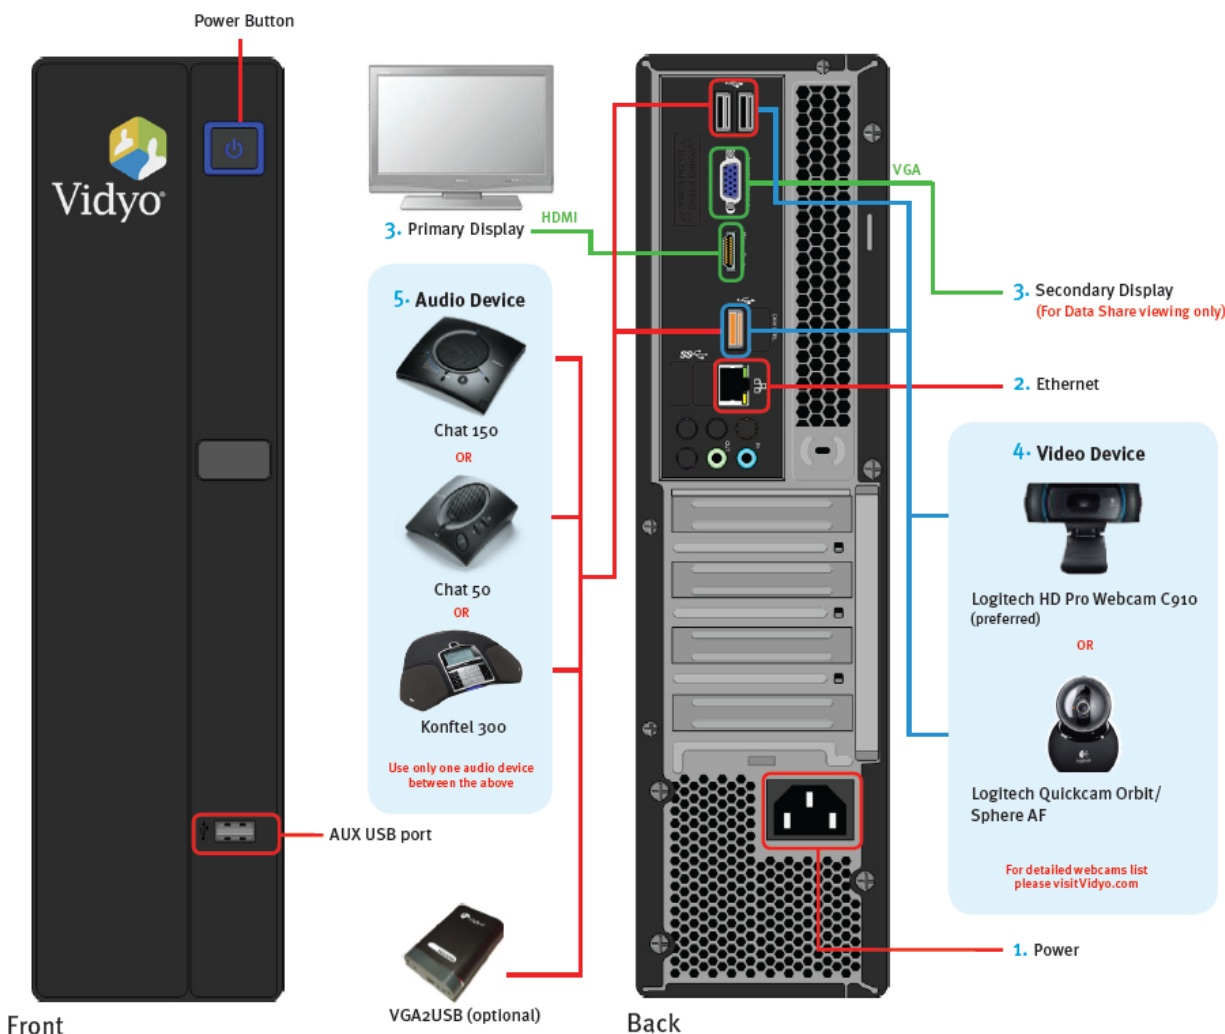 Power Button
Vidyo
3. Primary Display
HDMI
VGA
5. Audio Device
Chat 150
OR
Chat 50
OR
Konftel 300
Use only one audio device
between the above
AUX USB port
VGA2USB (optional)
3. Secondary Display
(For Data Share viewing only)
2. Ethernet
4. Video Device
Logitech HD Pro Webcam C910
(preferred)
OR
Logitech Quickcam Orbit/
Sphere AF
For detailed webcams list
please visitVidyo.com
1. Power
Front
Back